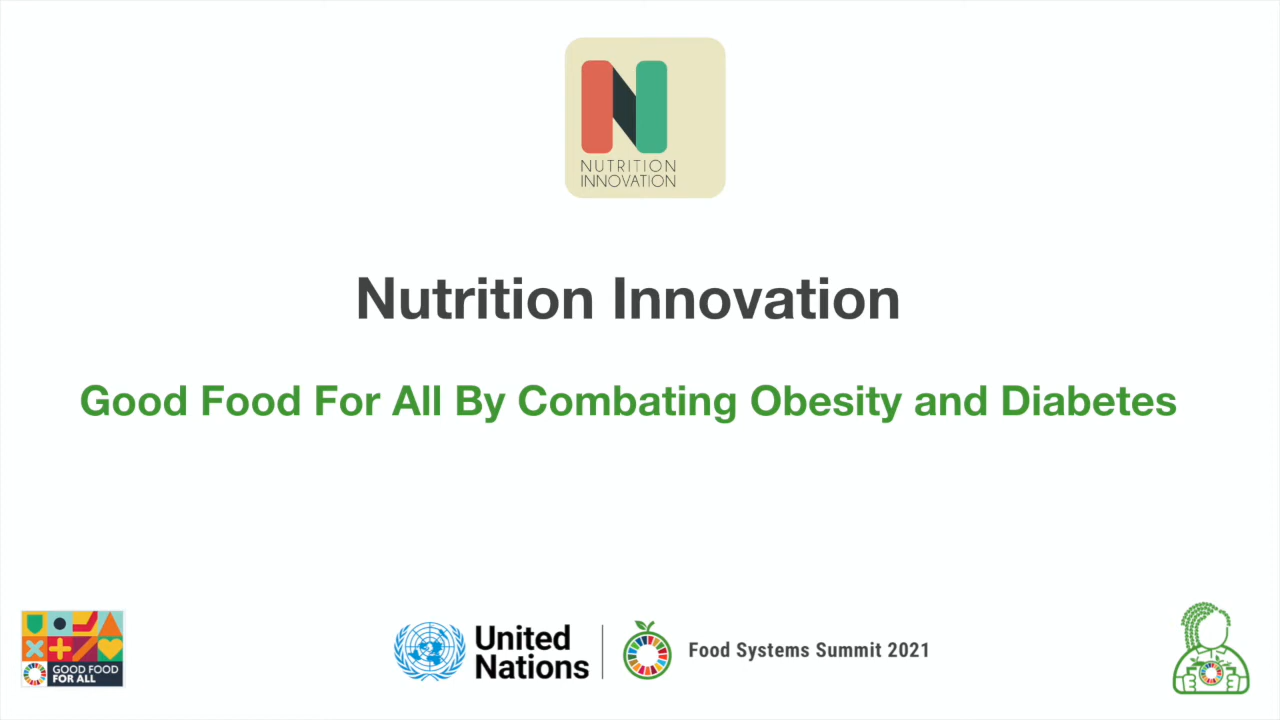 NUTRITION
INNOVATION
Nutrition Innovation
Good Food For All By Combating Obesity and Diabetes
GOOD FOOD
FOR ALL
United
Nations
Food Systems Summit 2021